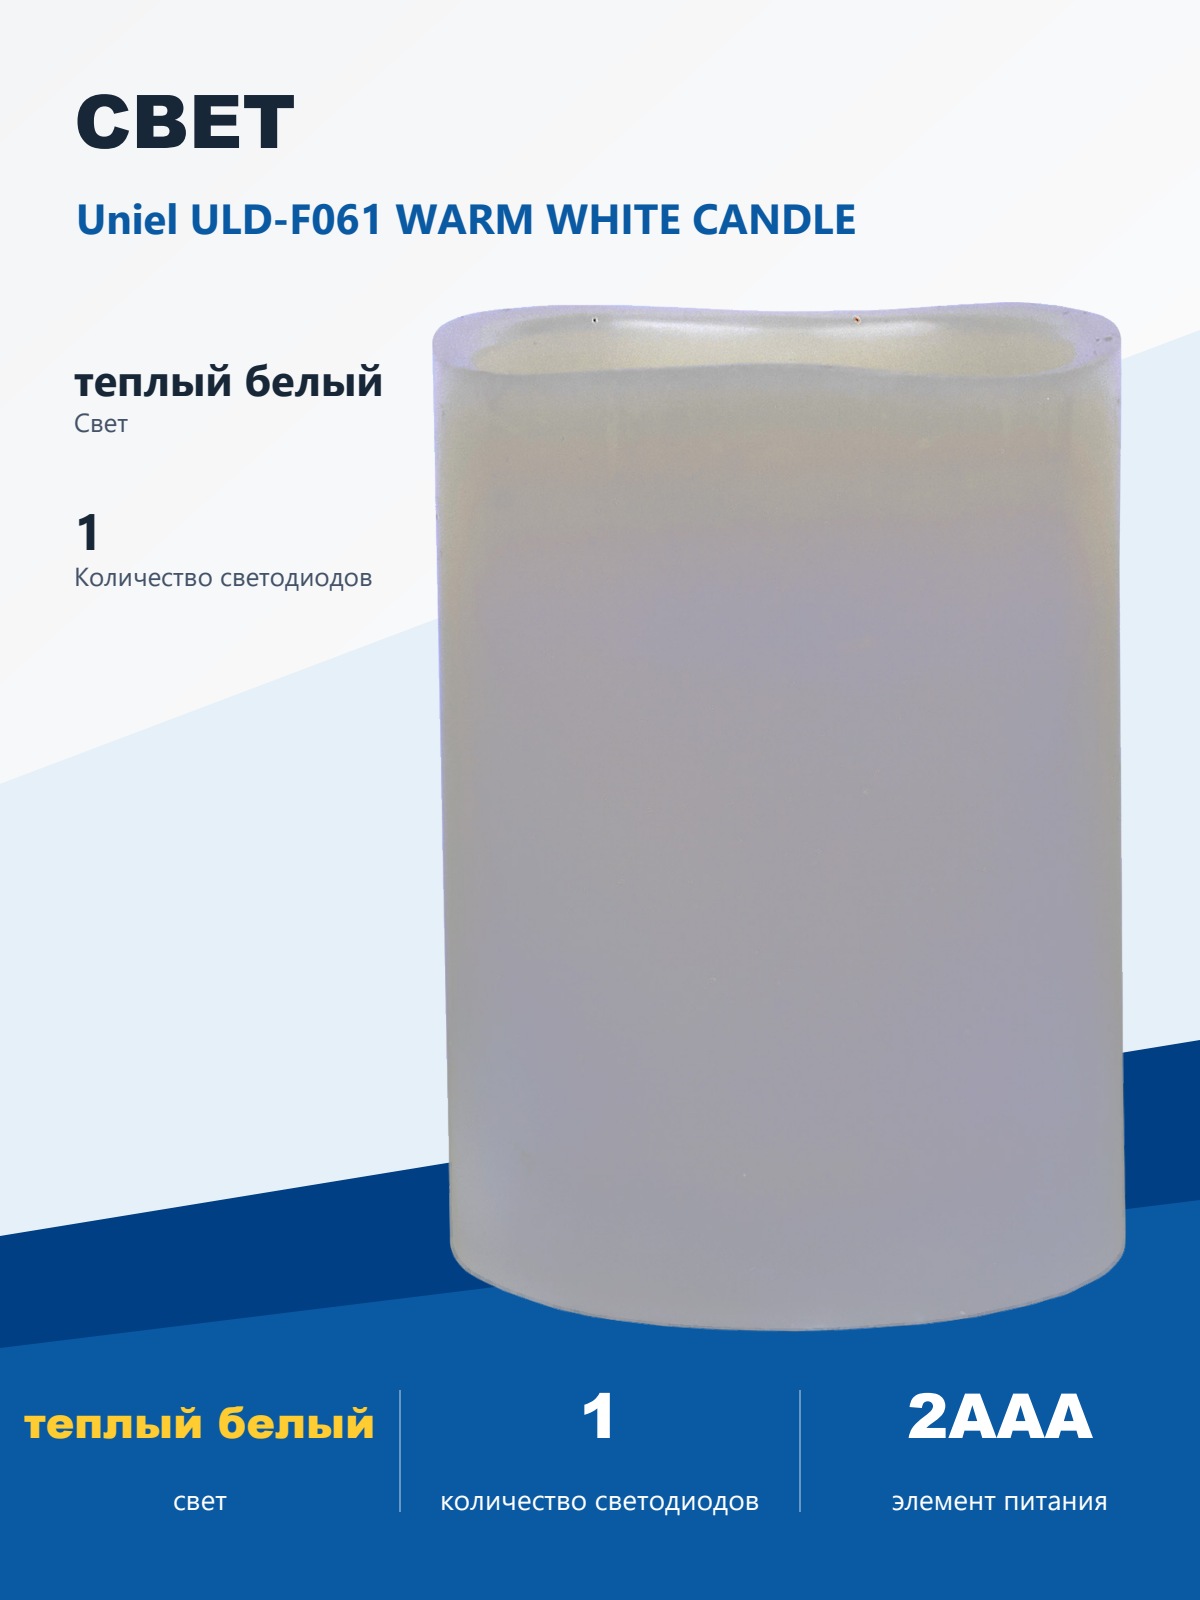 СВЕТ
Uniel ULD-F061 WARM WHITE CANDLE
теплый белый
Свет
1
Количество светодиодов
теплый белый
свет
1
количество светодиодов
2AAA
элемент питания